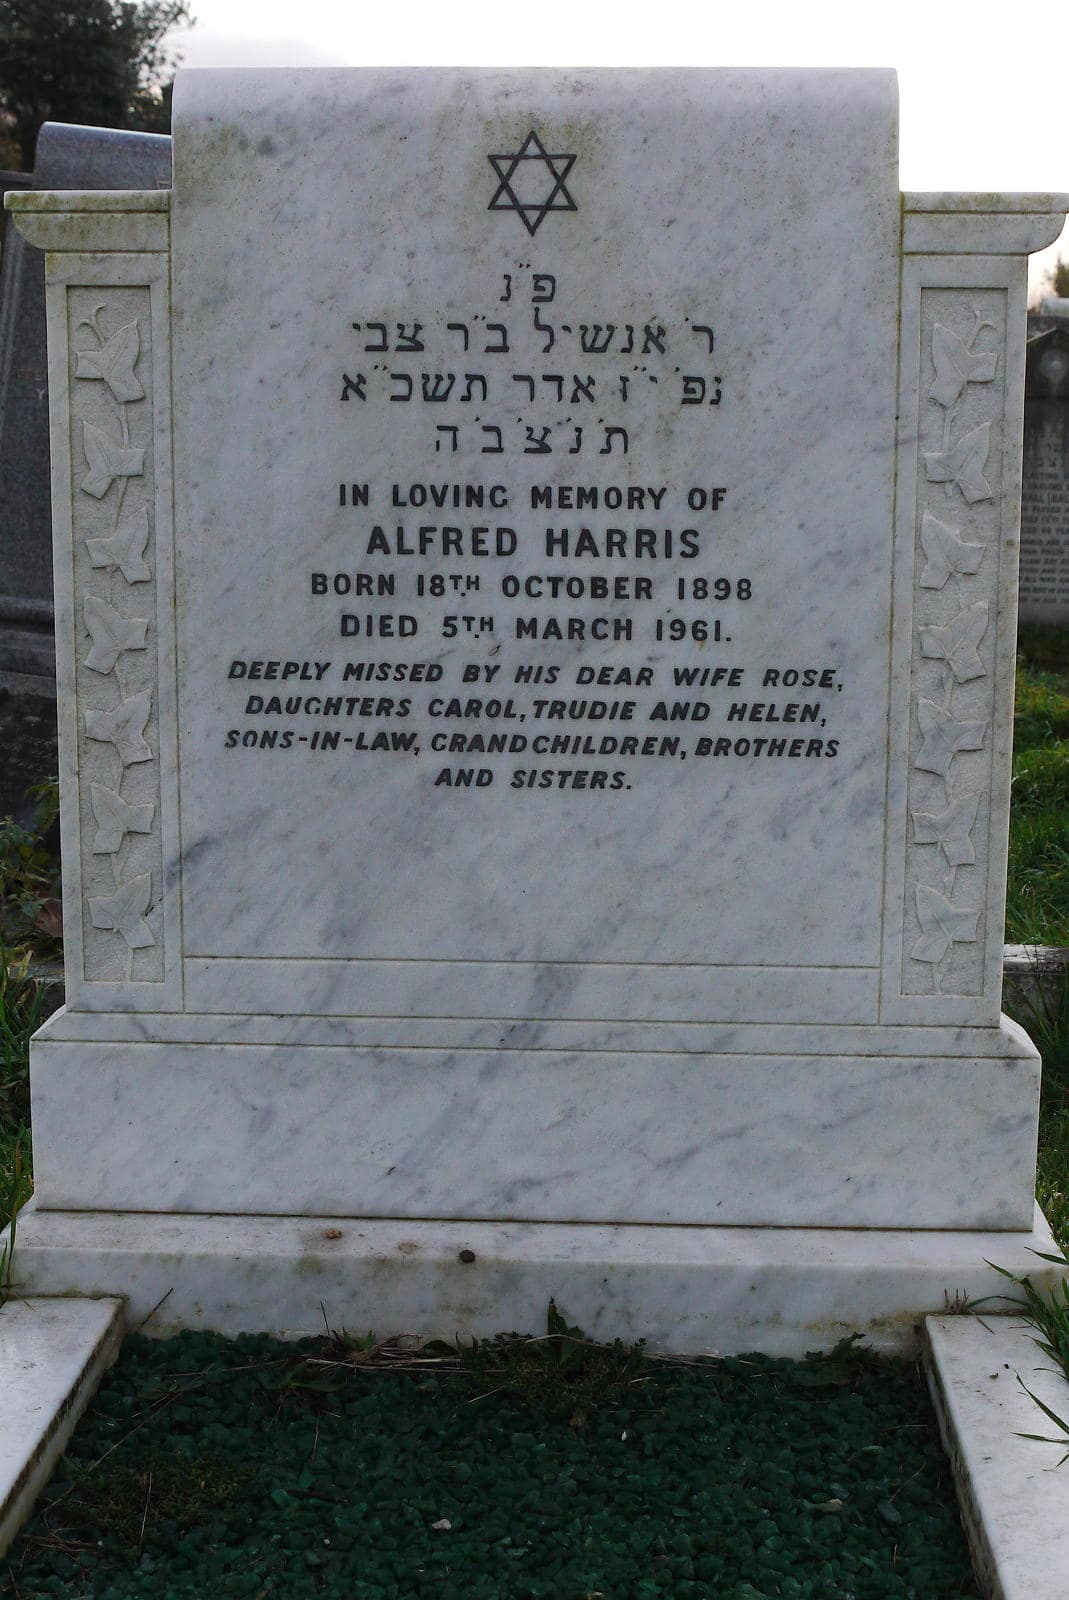 פ״נ
ר׳ אנשיל ב״ר צבי
נפ׳ י״ז אדר תשכ״א
ת׳נ׳צ׳ב׳ה
IN LOVING MEMORY OF
ALFRED HARRIS
BORN 18TH OCTOBER 1898
DIED 5TH MARCH 1961.
DEEPLY MISSED BY HIS DEAR WIFE ROSE,
DAUGHTERS CAROL, TRUDIE AND HELEN,
SONS-IN-LAW, GRANDCHILDREN, BROTHERS
AND SISTERS.